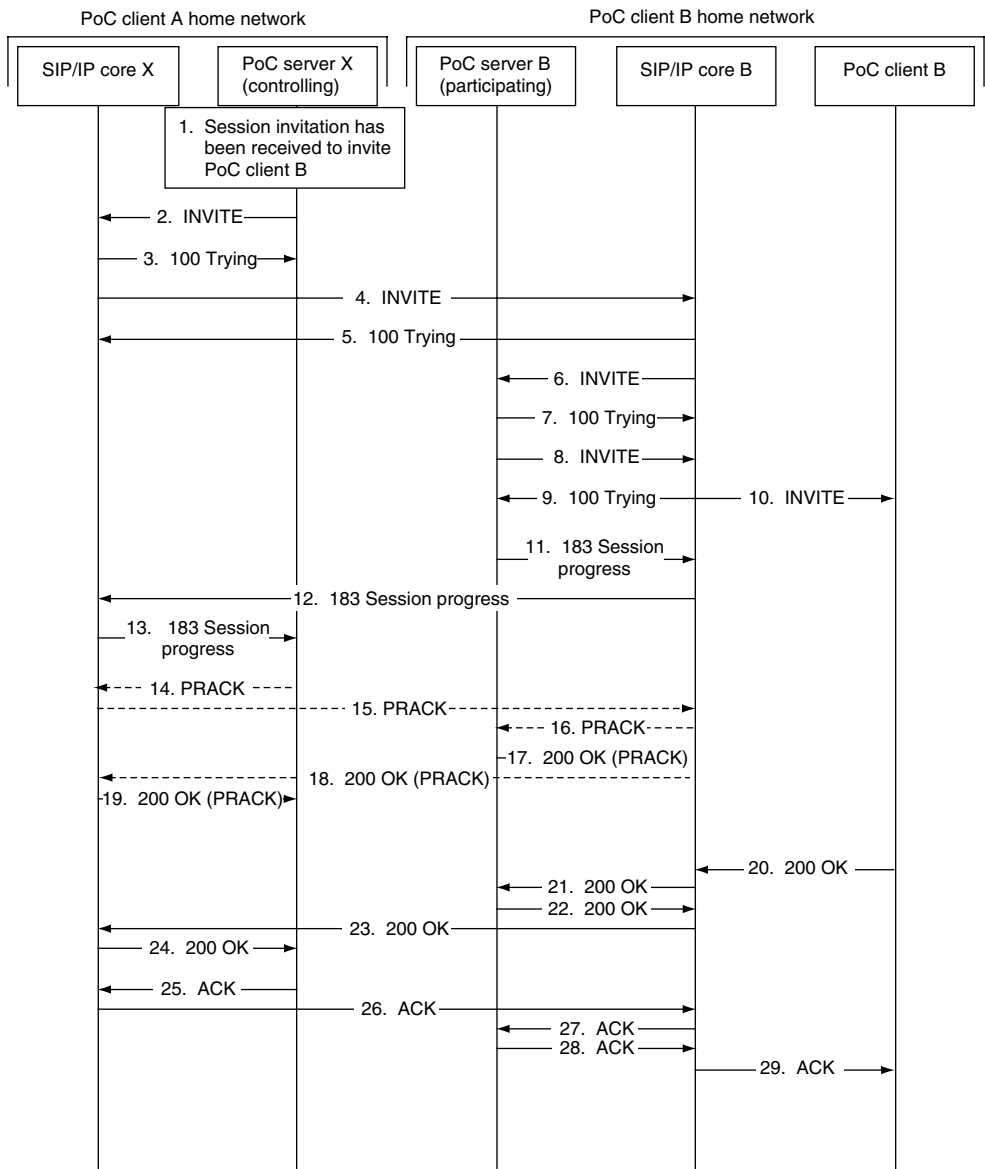 PoC client A home network
PoC client B home network
SIP/IP core X
PoC server X
(controlling)
PoC server B
(participating)
SIP/IP core B
PoC client B
1. Session invitation has
been received to invite
PoC client B
2. INVITE
3. 100 Trying
4. INVITE
5. 100 Trying
6. INVITE
7. 100 Trying
8. INVITE
9. 100 Trying
10. INVITE
11. 183 Session
progress
12. 183 Session progress
13. 183 Session
progress
14. PRACK
15. PRACK
16. PRACK
17. 200 OK (PRACK)
18. 200 OK (PRACK)
19. 200 OK (PRACK)
20. 200 OK
21. 200 OK
22. 200 OK
23. 200 OK
24. 200 OK
25. ACK
26. ACK
27. ACK
28. ACK
29. ACK